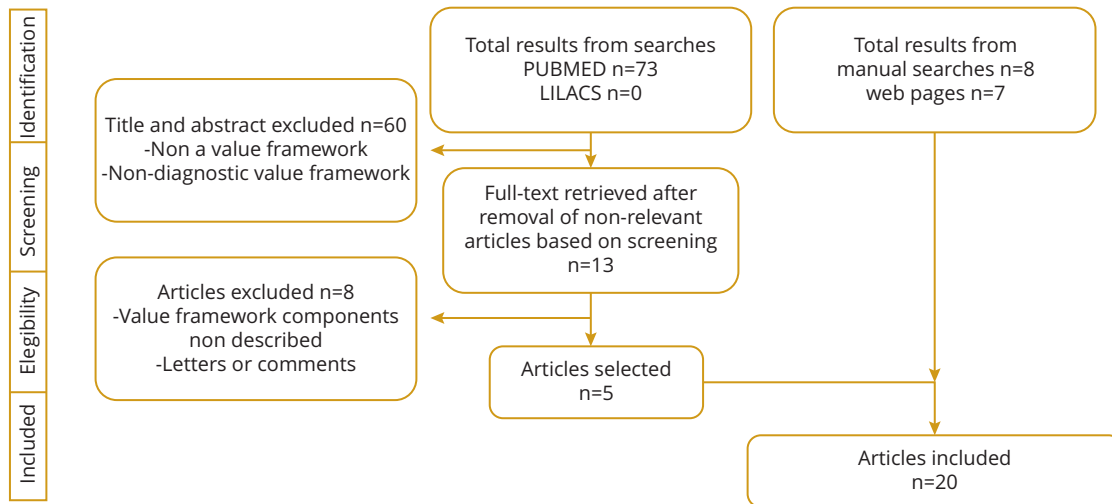 Identification
Screening
Elegibility
Included
Total results from searches
PUBMED n=73
LILACS n=0
Total results from
manual searches n=8
web pages n=7
Title and abstract excluded n=60
-Non a value framework
-Non-diagnostic value framework
Full-text retrieved after
removal of non-relevant
articles based on screening
n=13
Articles excluded n=8
-Value framework components
non described
-Letters or comments
Articles selected
n=5
Articles included
n=20